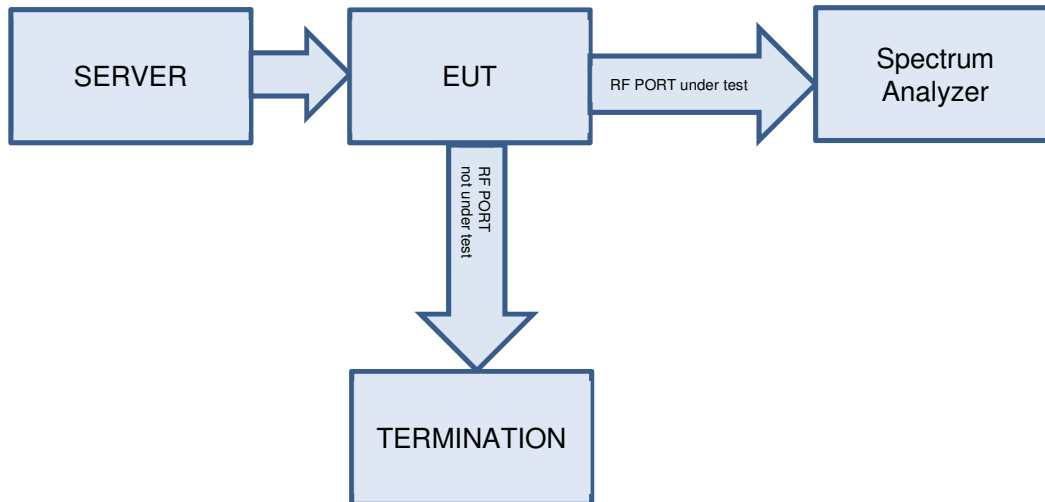 SERVER
EUT
RF PORT under test
Spectrum
Analyzer
RF PORT
not under test
TERMINATION